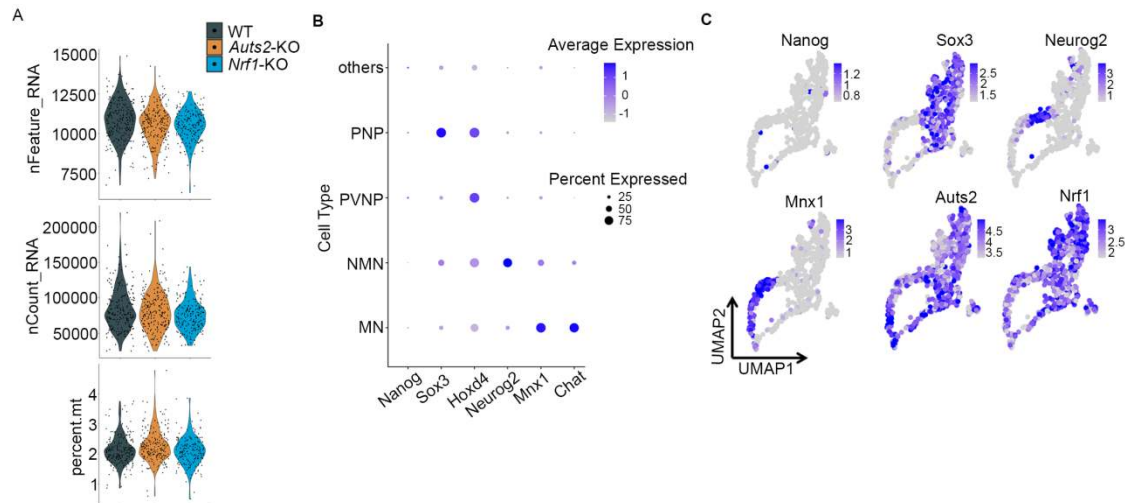 A
WT
Auts2-KO
Nrf1-KO
nFeature_RNA
15000
12500
10000
7500
nCount_RNA
200000
150000
100000
50000
percent.mt
4
3
2
1
B
Cell Type
others
PNP
PVNP
NMN
MN
Nanog
Sox3
Hoxd4
Neurog2
Mnx1
Chat
Average Expression
1
0
−1
Percent Expressed
25
50
75
C
Nanog
1.2
0.8
Sox3
2.5
1.5
Neurog2
3
2
1
Mnx1
3
2
1
Auts2
4.5
4
3.5
Nrf1
3
2.5
2
UMAP2
UMAP1